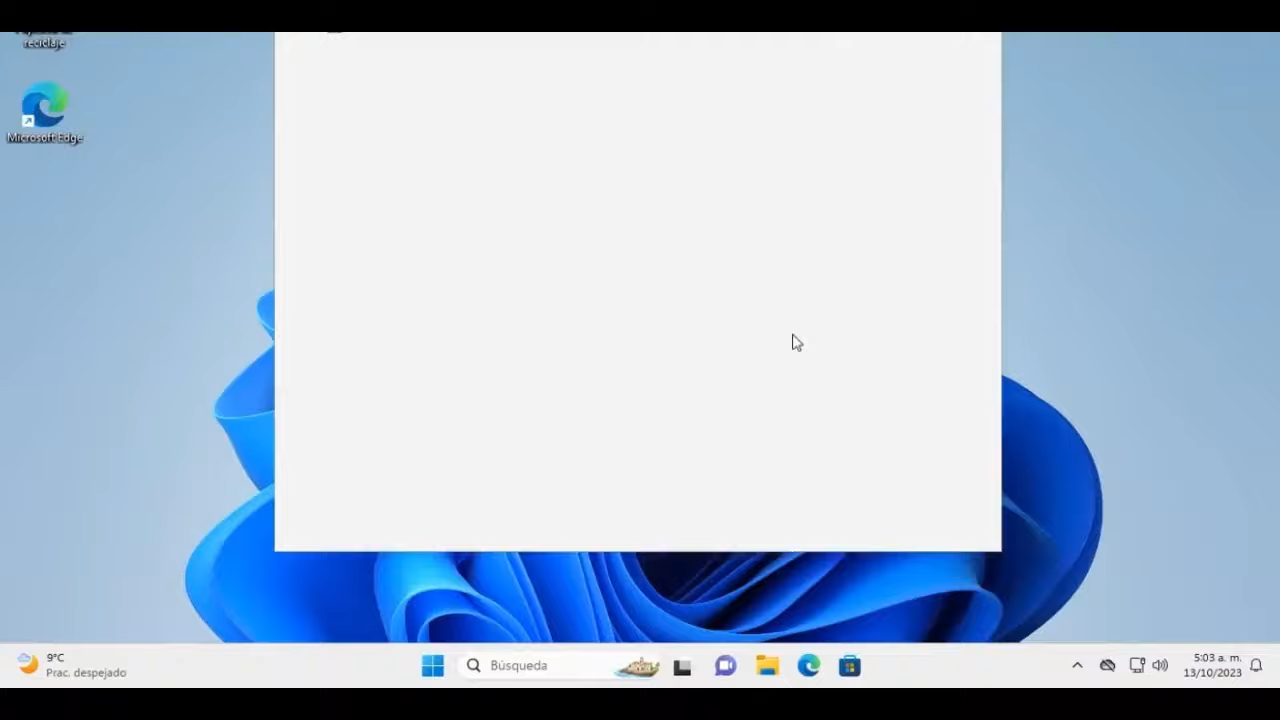 reciclaje
Microsoft Edge
9°C
Prac. despejado
Búsqueda
5:03 a. m.
13/10/2023